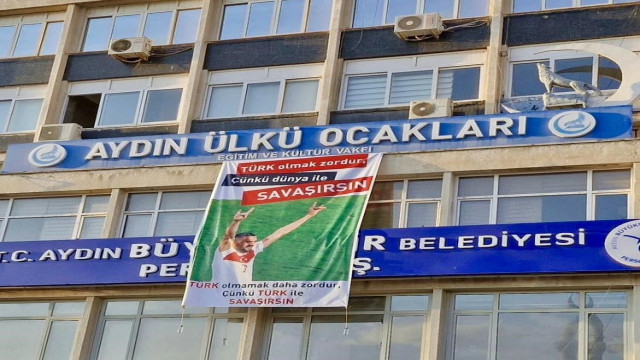 AYDIN ÜLKÜ OCAKLARI
EĞİTİM VE KÜLTÜR VAKFI
TÜRK olmak zordur.
Çünkü dünya ile
SAVAŞIRSIN
7
TÜRK olmamak daha zordur.
Çünkü TÜRK ile
SAVAŞIRSIN
T.C. AYDIN BÜY R BELEDİYESİ
PER Ş.